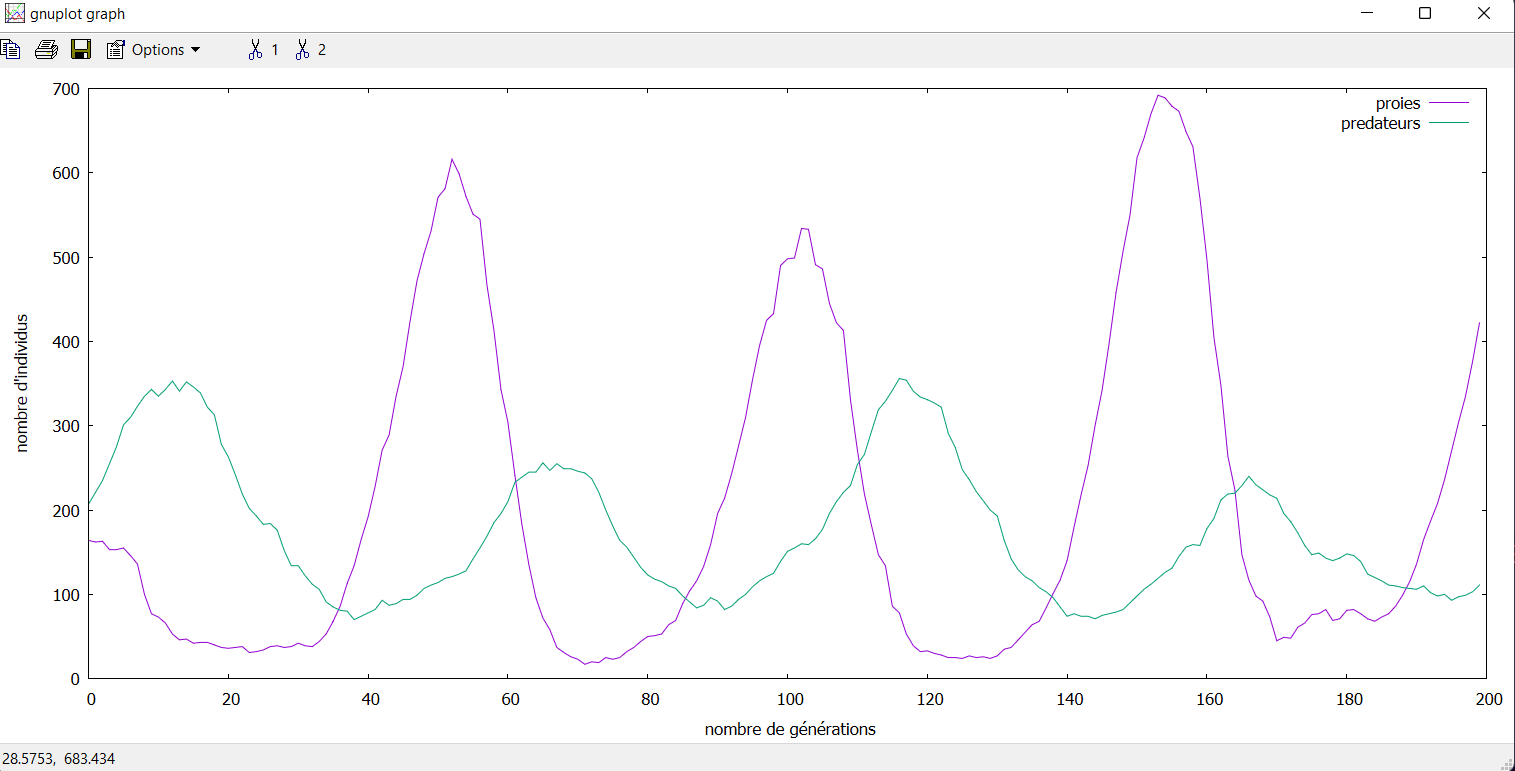 gnuplot graph
Options 1 2
700
600
500
400
300
200
100
0
proies
predateurs
nombre d'individus
0 20 40 60 80 100 120 140 160 180 200
nombre de générations
28.5753, 683.434